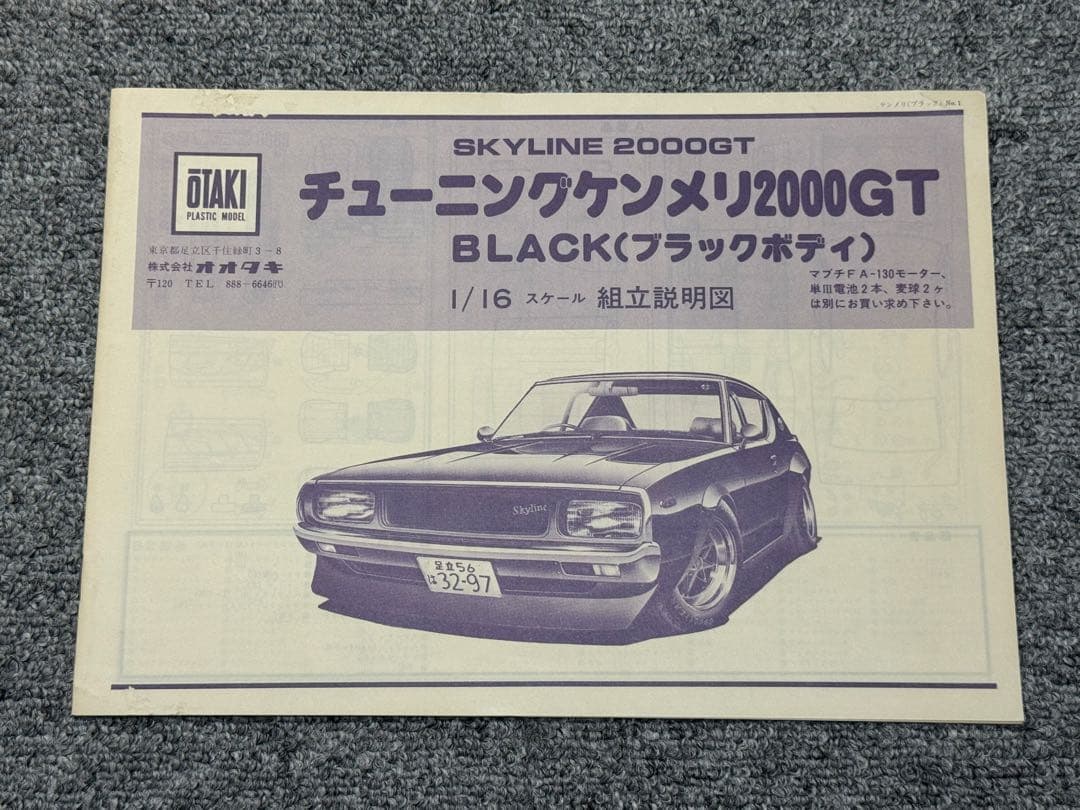 ケンメリ(ブラック) No.1
SKYLINE 2000GT
チューニングケンメリ2000GT
BLACK(ブラックボディ)
1/16 スケール 組立説明図
マブチFA-130モーター、
単III電池2本、麦球2ヶ
は別にお買い求め下さい。
ōTAKI
PLASTIC MODEL
東京都足立区千住緑町3-8
株式会社 オオタキ
〒120 TEL 888-6646代
Skyline
足立56
は 32-97